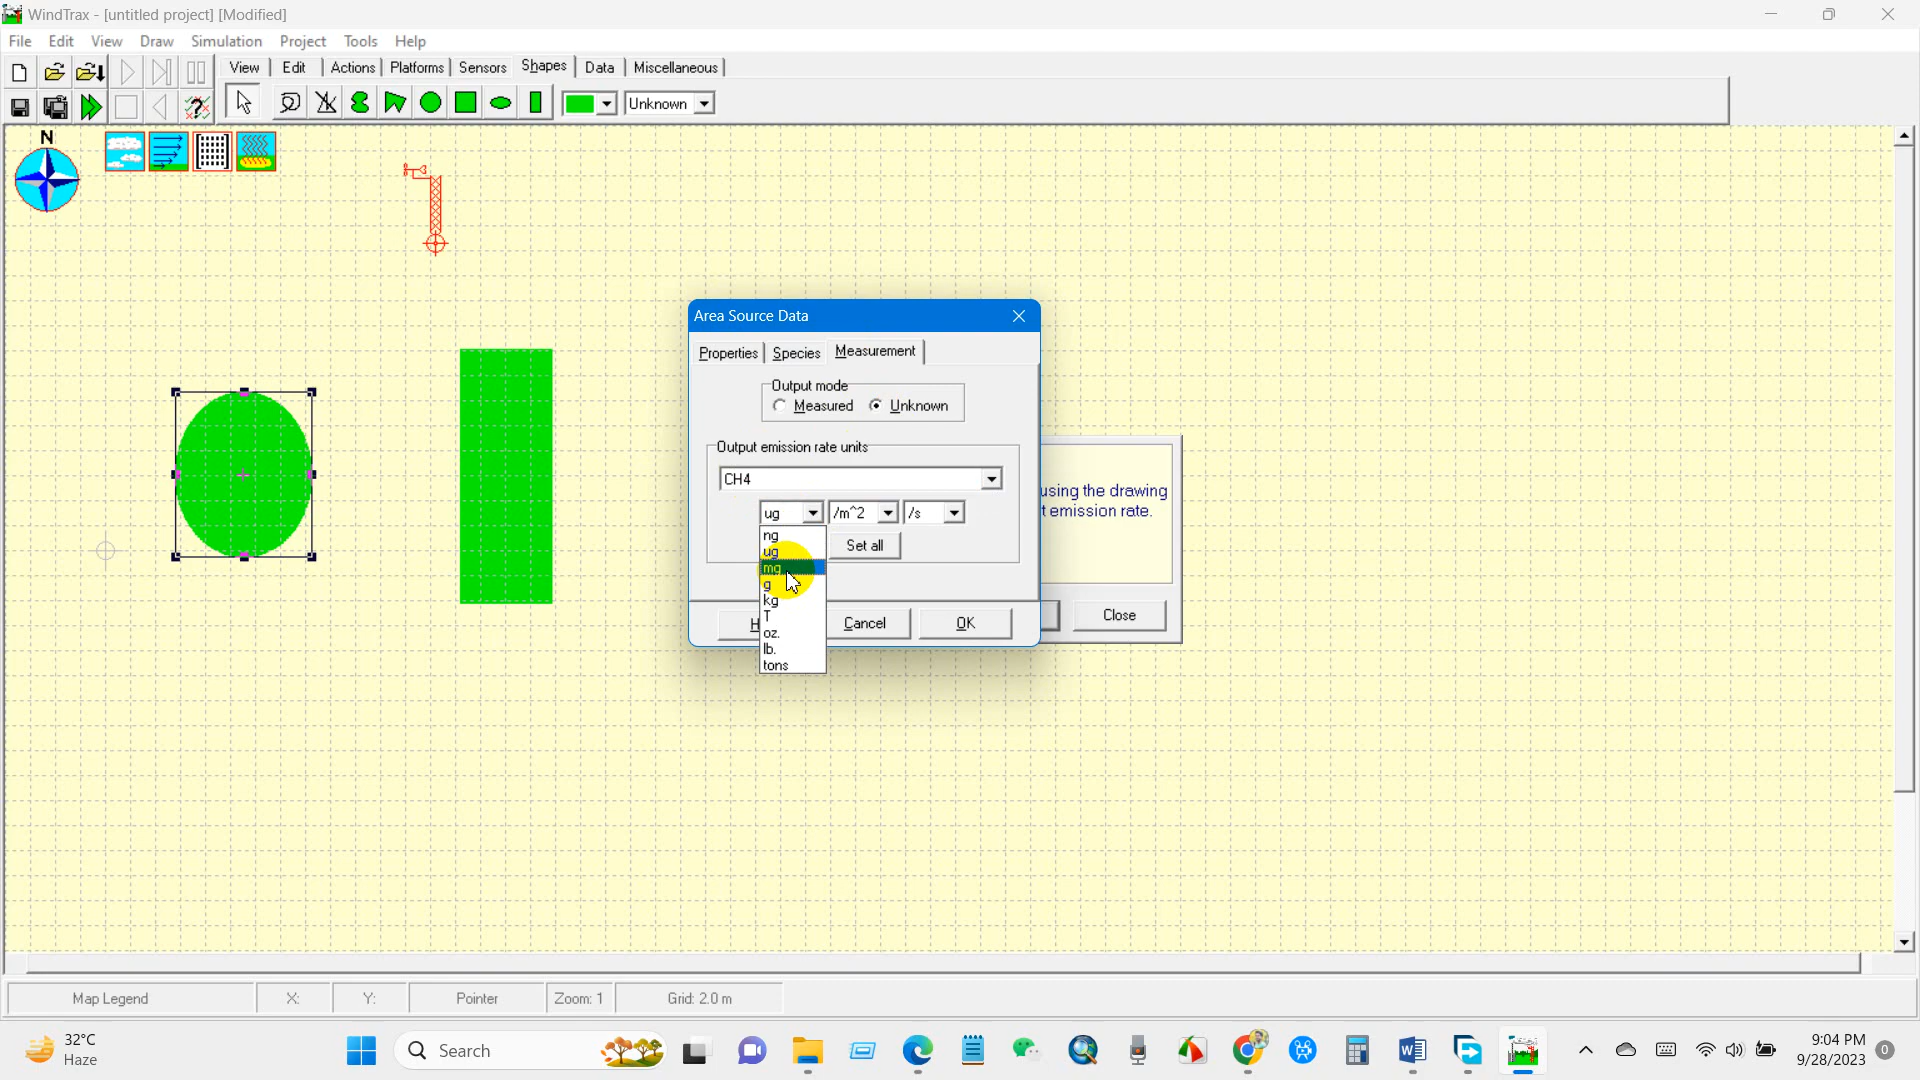 WindTrax - [untitled project] [Modified]
File Edit View Draw Simulation Project Tools Help
View Edit Actions Platforms Sensors Shapes Data Miscellaneous
Unknown
N
Area Source Data
Properties Species Measurement
Output mode
Measured Unknown
Output emission rate units
CH4
using the drawing
t emission rate.
ug /m^2 /s
ng
ug
mg
g
kg
T
oz.
lb.
tons
Set all
H Cancel OK
Close
Map Legend X: Y: Pointer Zoom: 1 Grid: 2.0 m
32°C
Haze
Search
9:04 PM
9/28/2023
0